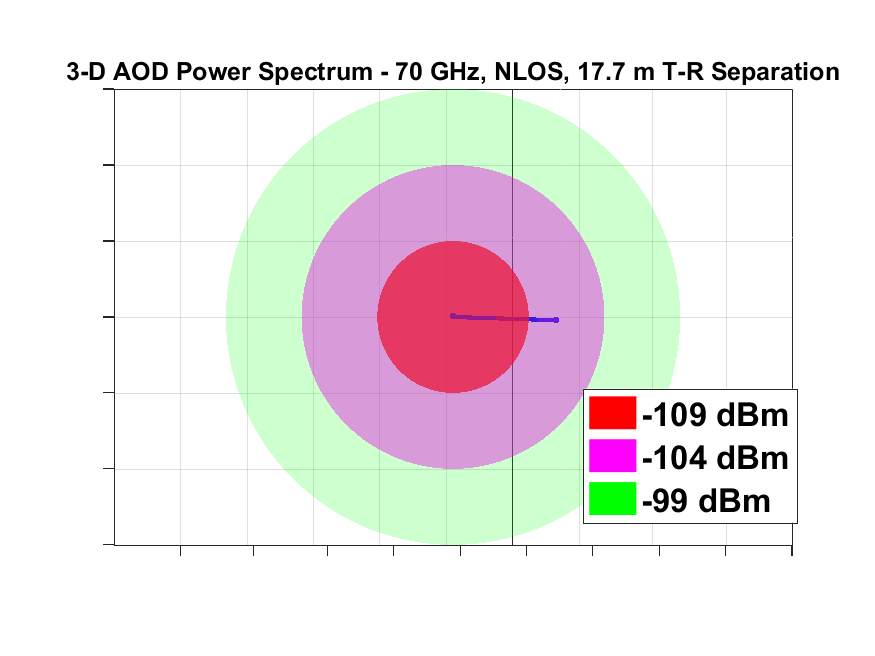 3-D AOD Power Spectrum - 70 GHz, NLOS, 17.7 m T-R Separation
-109 dBm
-104 dBm
-99 dBm